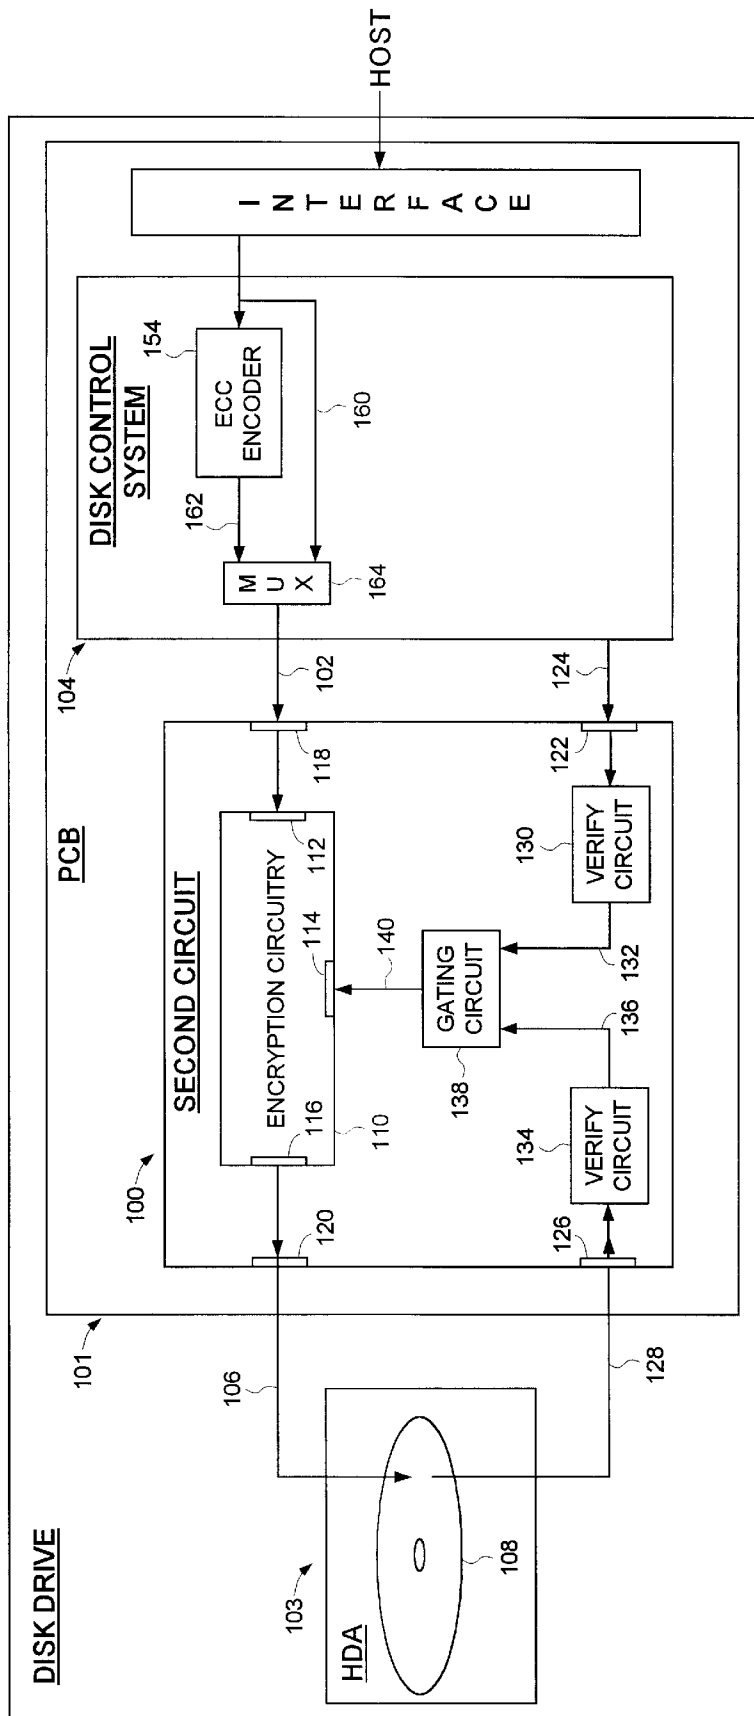 DISK DRIVE
101
PCB
HDA
103
108
106
128
100
SECOND CIRCUIT
120
116
110
ENCRYPTION CIRCUITRY
114
112
118
140
GATING
CIRCUIT
138
126
VERIFY
CIRCUIT
134
136
132
VERIFY
CIRCUIT
130
122
102
124
104
DISK CONTROL
SYSTEM
MUX
164
162
ECC
ENCODER
154
160
INTERFACE
HOST